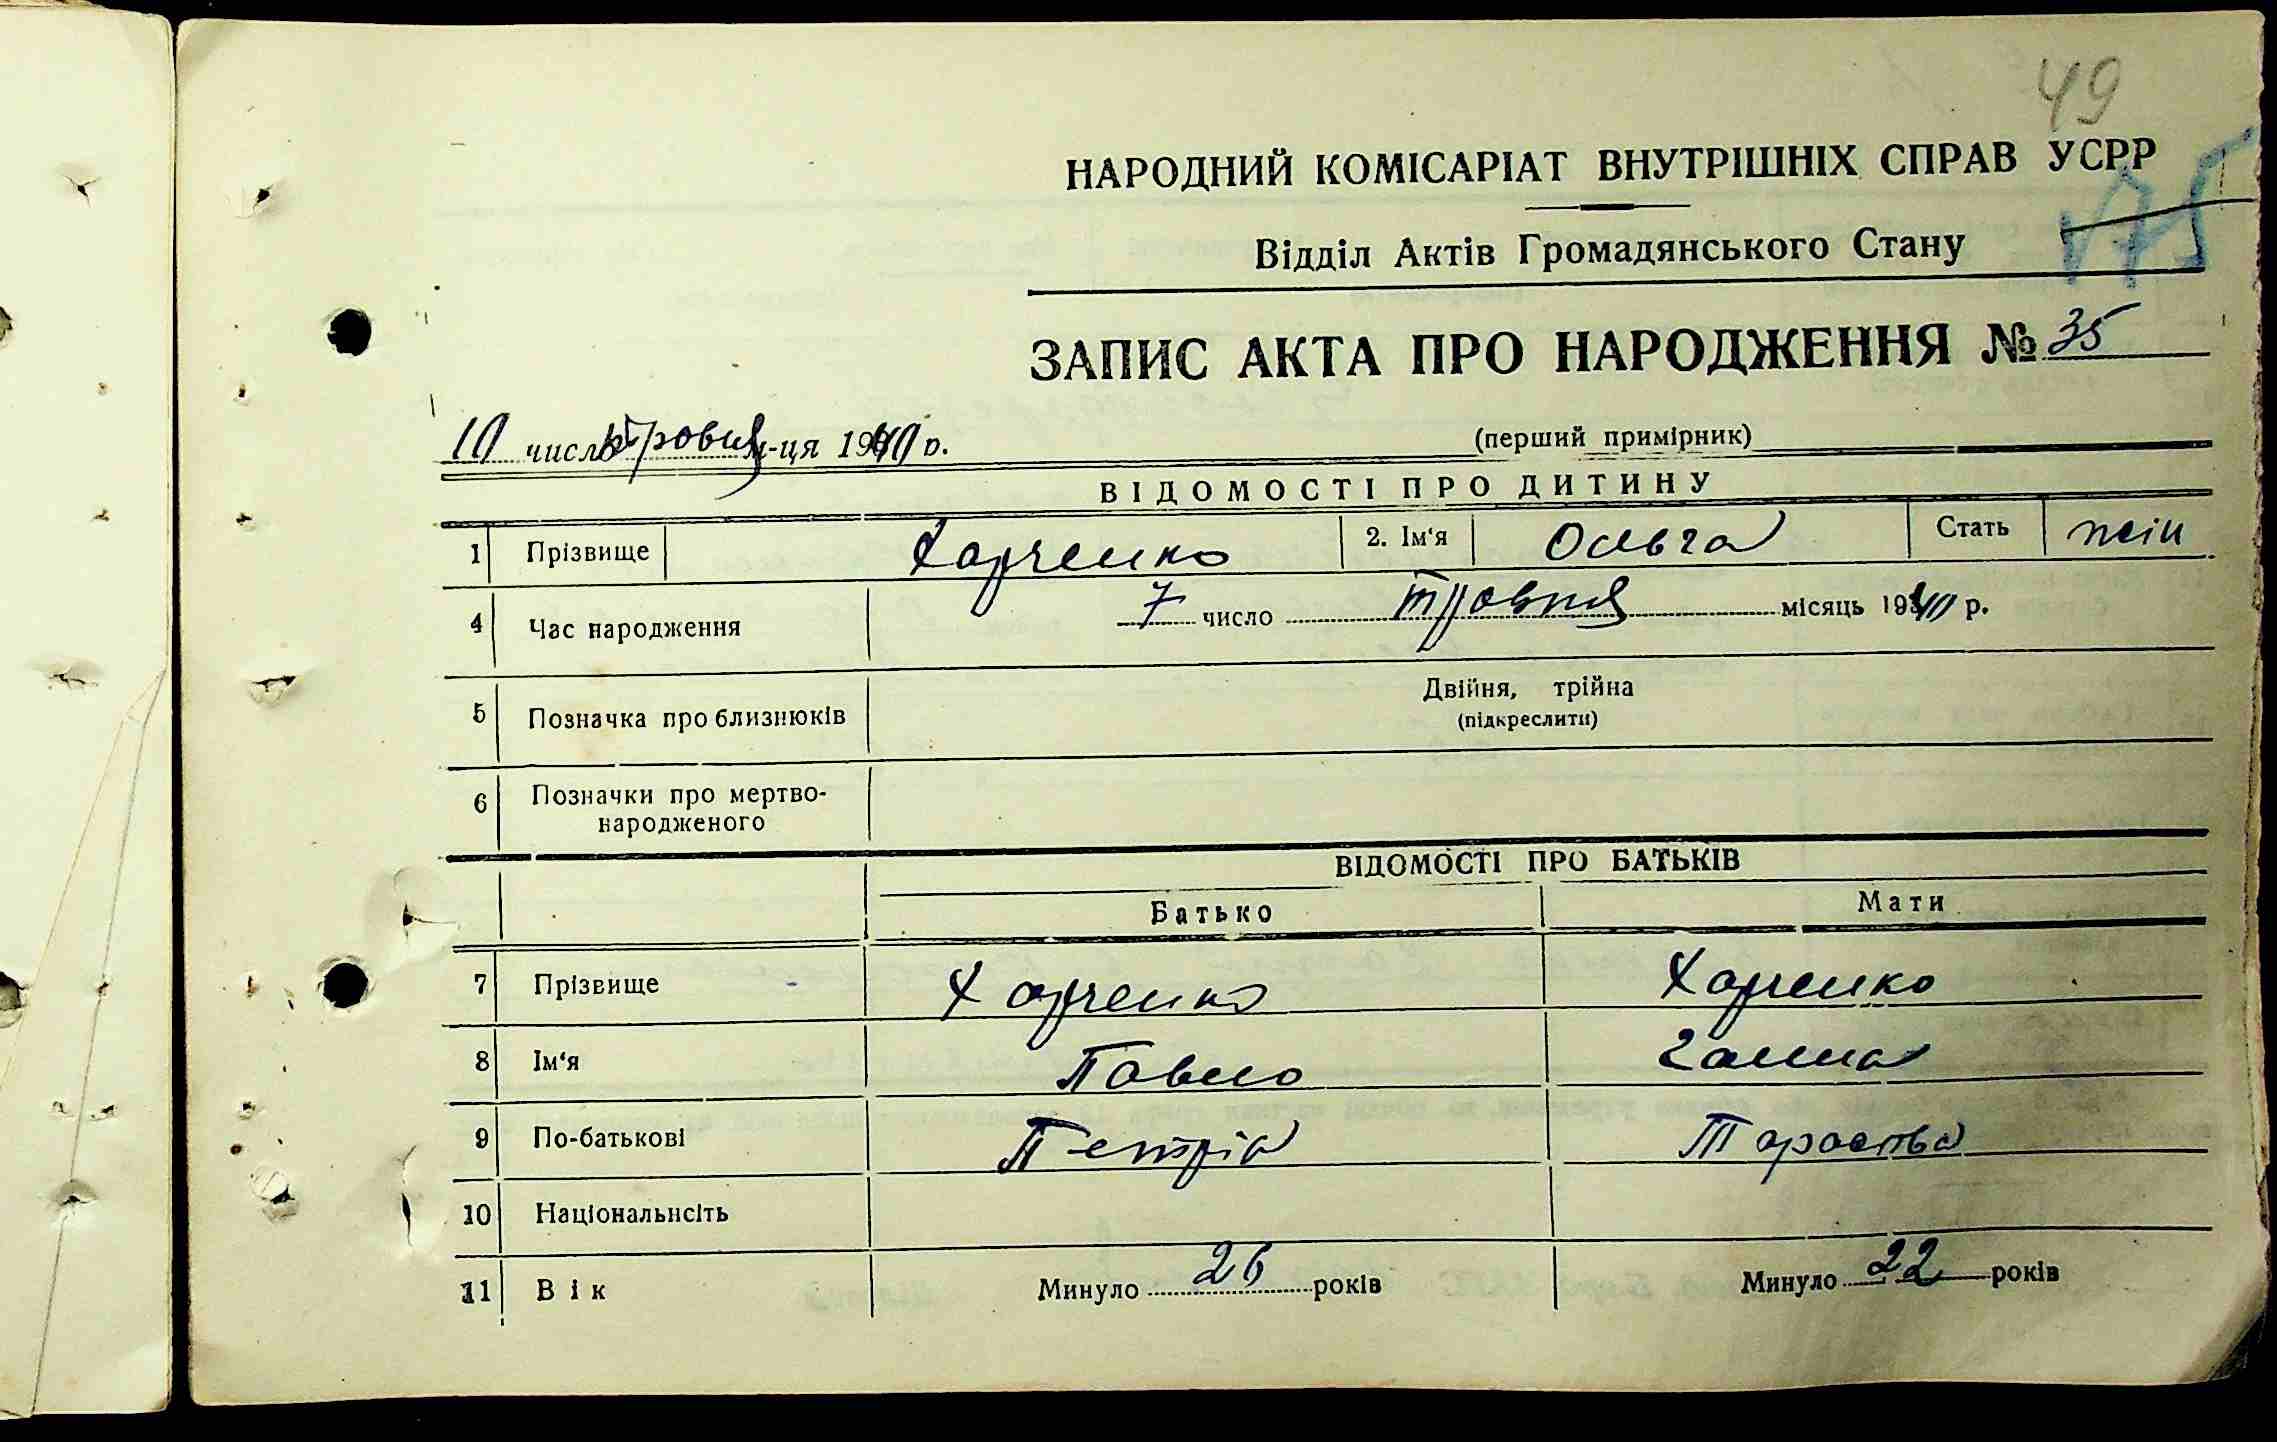 49
НАРОДНИЙ КОМІСАРІАТ ВНУТРІШНІХ СПРАВ УСРР
175
Відділ Актів Громадянського Стану
ЗАПИС АКТА ПРО НАРОДЖЕННЯ № 35
10 число травня м-ця 1940 р.
(перший примірник)
ВІДОМОСТІ ПРО ДИТИНУ
1 Прізвище Харченко 2. Ім'я Ольга Стать жін
4 Час народження 7 число травня місяць 1940 р.
5 Позначка про близнюків Двійня, трійна
(підкреслити)
6 Позначки про мертво-
народженого
ВІДОМОСТІ ПРО БАТЬКІВ
Батько Мати
7 Прізвище Харченко Харченко
8 Ім'я Павло Галина
9 По-батькові Тарасівна
10 Національнсіть
11 Вік Минуло 26 років Минуло 22 років